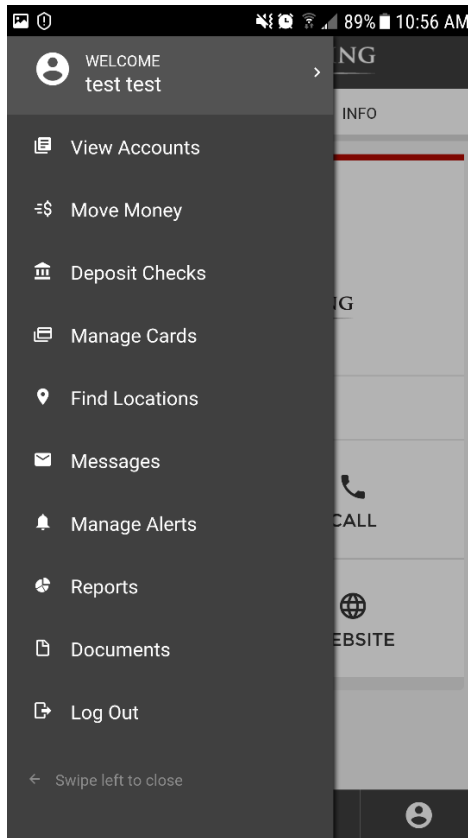 89% 10:56 AM
WELCOME
test test
NG
INFO
View Accounts
Move Money
Deposit Checks
NG
Manage Cards
Find Locations
Messages
CALL
Manage Alerts
Reports
EBSITE
Documents
Log Out
Swipe left to close